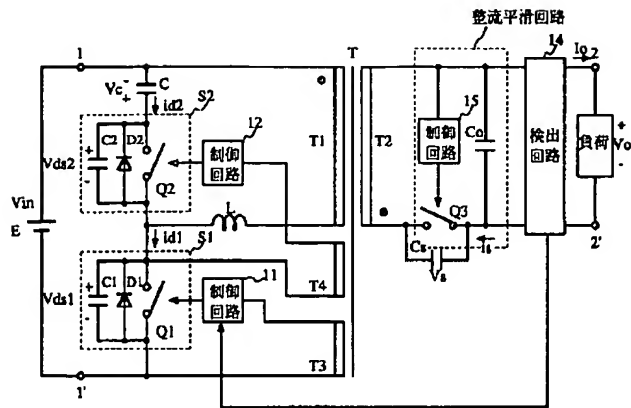 整流平滑回路
1
T
14
Io
2
Vc
-
+
C
id2
S2
12
15
C2
D2
T1
T2
制御
回路
Co
検出
回路
負荷
+
Vo
-
Vds2
+
-
Q2
制御
回路
Vin
E
L
Q3
id1
S1
Cs
Vs
Is
2'
11
T4
C1
D1
Vds1
+
-
Q1
制御
回路
T3
1'